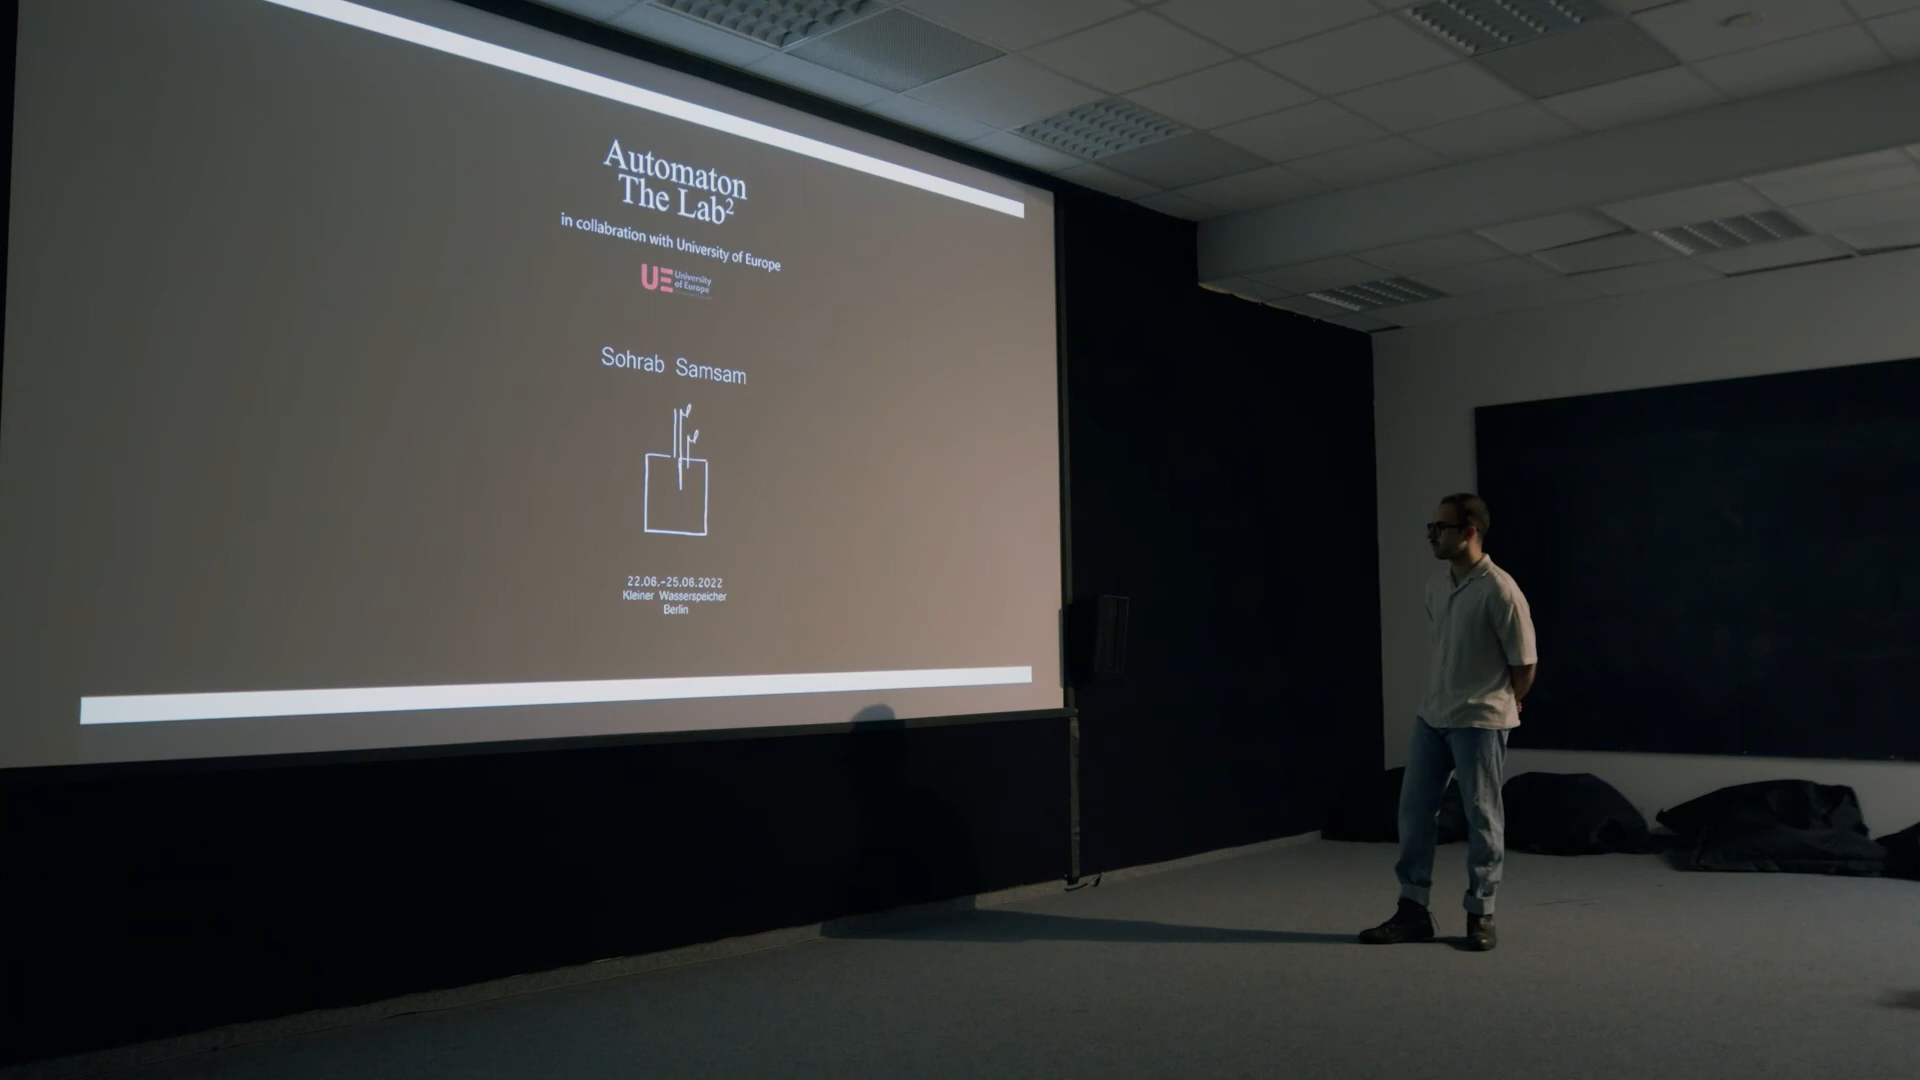 Automaton
The Lab²
in collabration with University of Europe
UE University
of Europe
Sohrab Samsam
22.06.-25.06.2022
Kleiner Wasserspeicher
Berlin